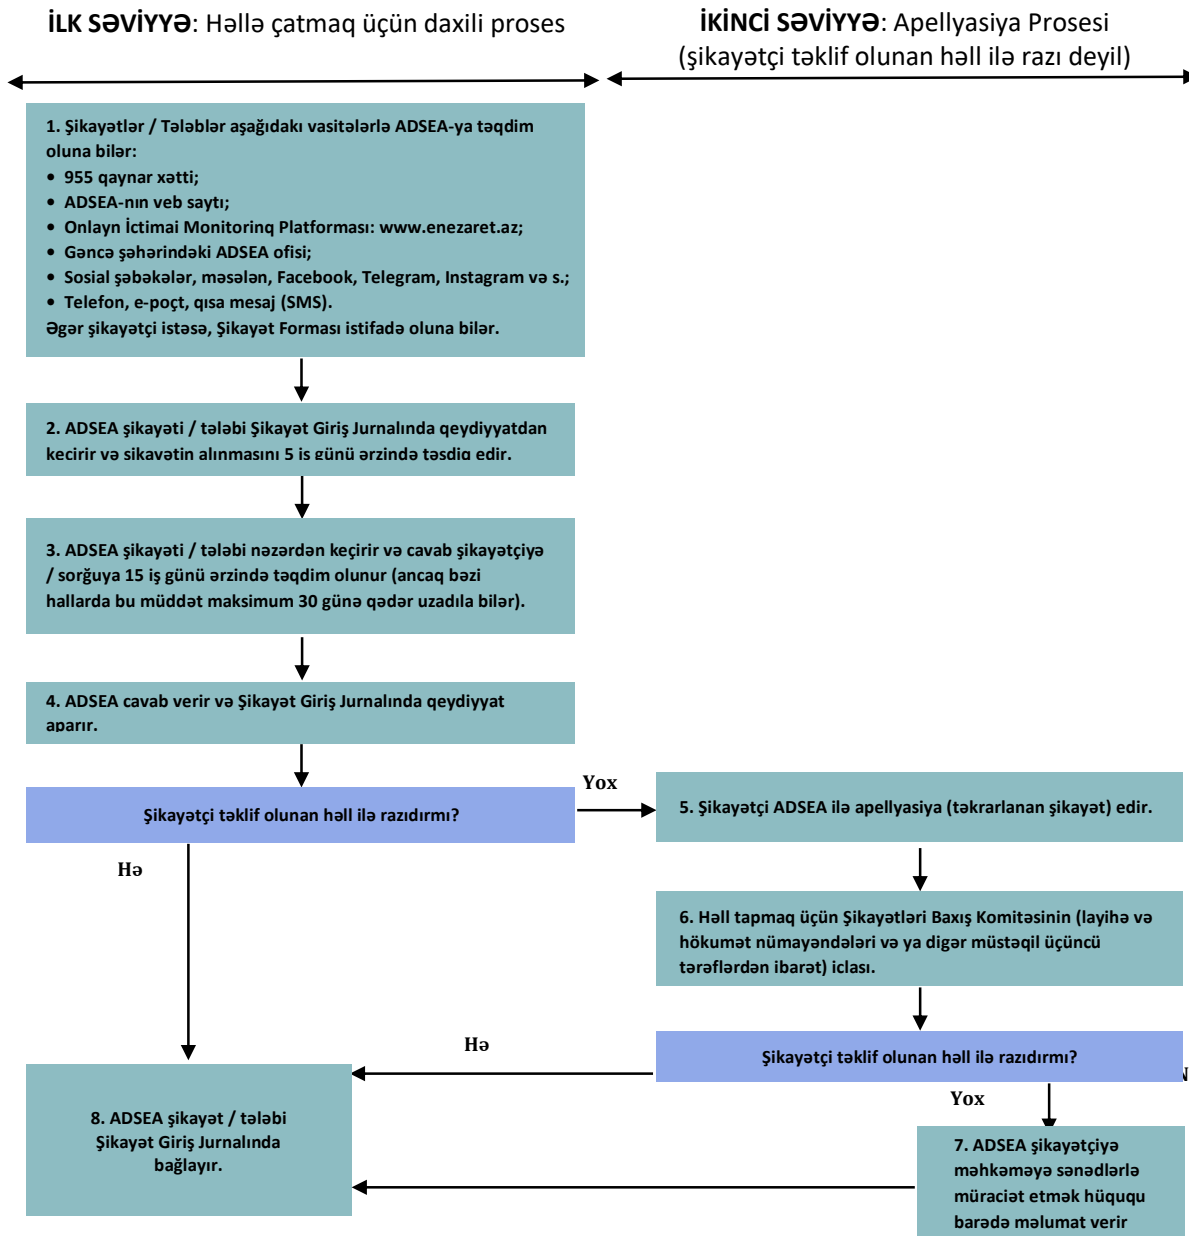 İLK SƏVİYYƏ: Həllə çatmaq üçün daxili proses
İKİNCİ SƏVİYYƏ: Apellyasiya Prosesi
(şikayətçi təklif olunan həll ilə razı deyil)
1. Şikayətlər / Tələblər aşağıdakı vasitələrlə ADSEA-ya təqdim
oluna bilər:
• 955 qaynar xətti;
• ADSEA-nın veb saytı;
• Onlayn İctimai Monitorinq Platforması: www.enezaret.az;
• Gəncə şəhərindəki ADSEA ofisi;
• Sosial şəbəkələr, məsələn, Facebook, Telegram, Instagram və s.;
• Telefon, e-poçt, qısa mesaj (SMS).
Əgər şikayətçi istəsə, Şikayət Forması istifadə oluna bilər.
2. ADSEA şikayəti / tələbi Şikayət Giriş Jurnalında qeydiyyatdan
keçirir və şikayətin alınmasını 5 iş günü ərzində təsdiq edir.
3. ADSEA şikayəti / tələbi nəzərdən keçirir və cavab şikayətçiyə
/ sorğuya 15 iş günü ərzində təqdim olunur (ancaq bəzi
hallarda bu müddət maksimum 30 günə qədər uzadıla bilər).
4. ADSEA cavab verir və Şikayət Giriş Jurnalında qeydiyyat
aparır.
Şikayətçi təklif olunan həll ilə razıdırmı?
Yox
Hə
5. Şikayətçi ADSEA ilə apellyasiya (təkrarlanan şikayət) edir.
6. Həll tapmaq üçün Şikayətləri Baxış Komitəsinin (layihə və
hökumət nümayəndələri və ya digər müstəqil üçüncü
tərəflərdən ibarət) iclası.
Şikayətçi təklif olunan həll ilə razıdırmı?
Hə
Yox
N
7. ADSEA şikayətçiyə
məhkəməyə sənədlərlə
müraciət etmək hüququ
barədə məlumat verir
8. ADSEA şikayət / tələbi
Şikayət Giriş Jurnalında
bağlayır.